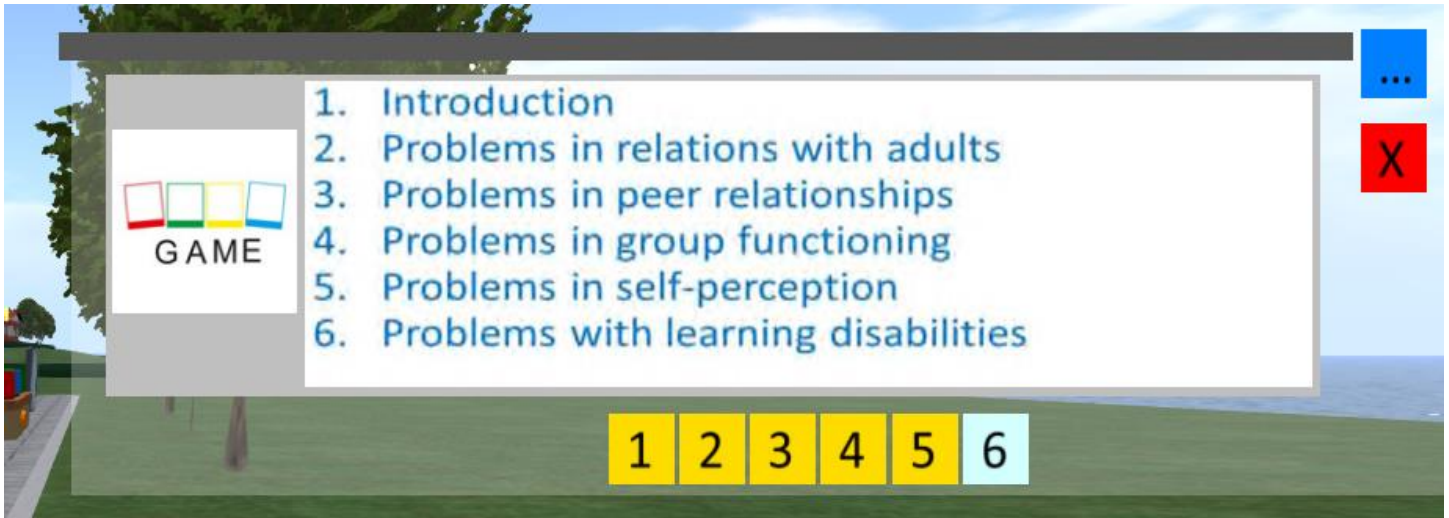 ...
1. Introduction
2. Problems in relations with adults
X
3. Problems in peer relationships
4. Problems in group functioning
GAME
5. Problems in self-perception
6. Problems with learning disabilities
1 2 3 4 5 6